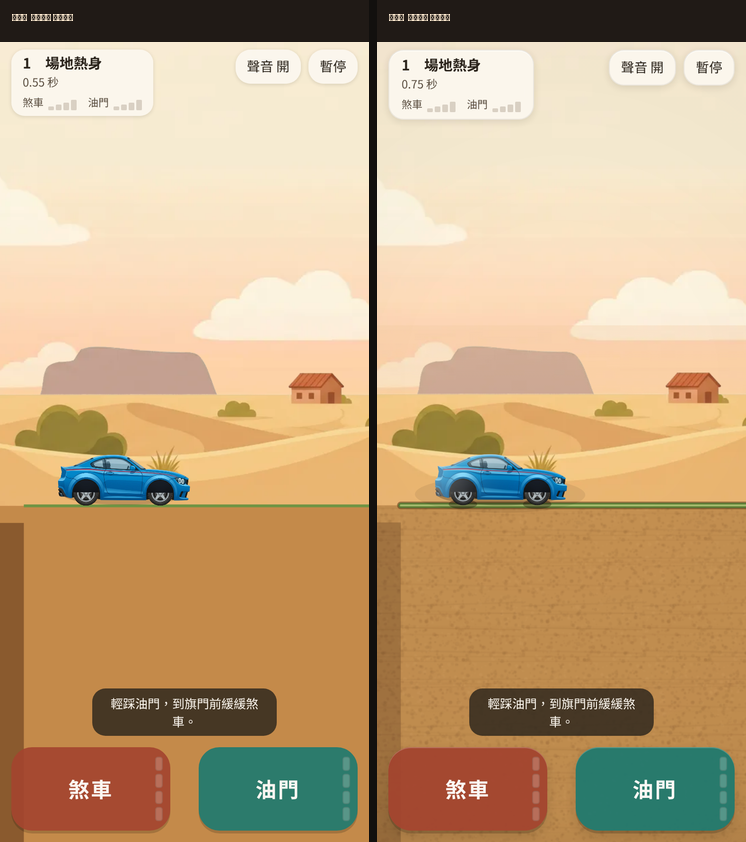 1 場地熱身
0.55 秒
煞車 油門
聲音 開
暫停
輕踩油門，到旗門前緩緩煞
車。
煞車
油門
1 場地熱身
0.75 秒
煞車 油門
聲音 開
暫停
輕踩油門，到旗門前緩緩煞
車。
煞車
油門